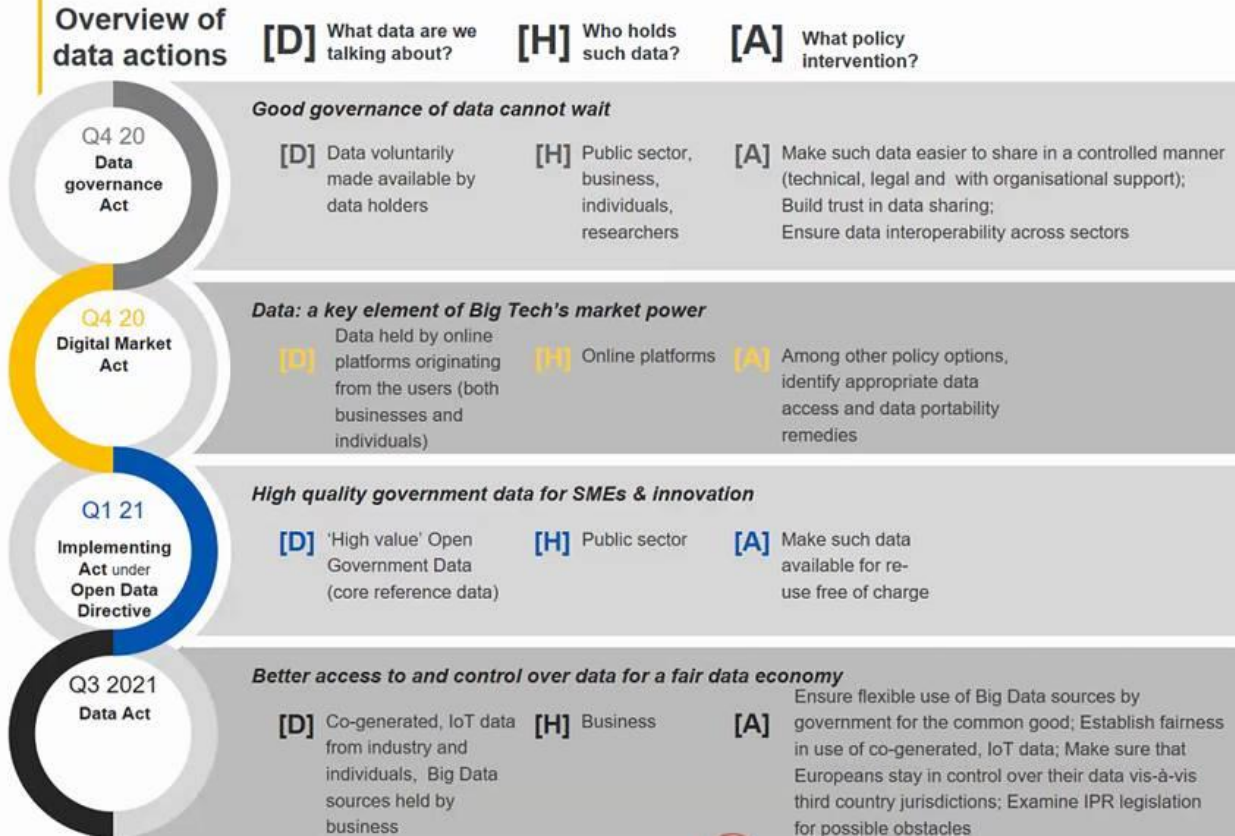 Overview of
data actions
[D] What data are we
talking about?
[H] Who holds
such data?
[A] What policy
intervention?
Q4 20
Data
governance
Act
Good governance of data cannot wait
[D] Data voluntarily
made available by
data holders
[H] Public sector,
business,
individuals,
researchers
[A] Make such data easier to share in a controlled manner
(technical, legal and with organisational support);
Build trust in data sharing;
Ensure data interoperability across sectors
Q4 20
Digital Market
Act
Data: a key element of Big Tech's market power
[D] Data held by online
platforms originating
from the users (both
businesses and
individuals)
[H] Online platforms
[A] Among other policy options,
identify appropriate data
access and data portability
remedies
Q1 21
Implementing
Act under
Open Data
Directive
High quality government data for SMEs & innovation
[D] 'High value' Open
Government Data
(core reference data)
[H] Public sector
[A] Make such data
available for re-
use free of charge
Q3 2021
Data Act
Better access to and control over data for a fair data economy
[D] Co-generated, IoT data
from industry and
individuals, Big Data
sources held by
business
[H] Business
[A] Ensure flexible use of Big Data sources by
government for the common good; Establish fairness
in use of co-generated, IoT data; Make sure that
Europeans stay in control over their data vis-à-vis
third country jurisdictions; Examine IPR legislation
for possible obstacles